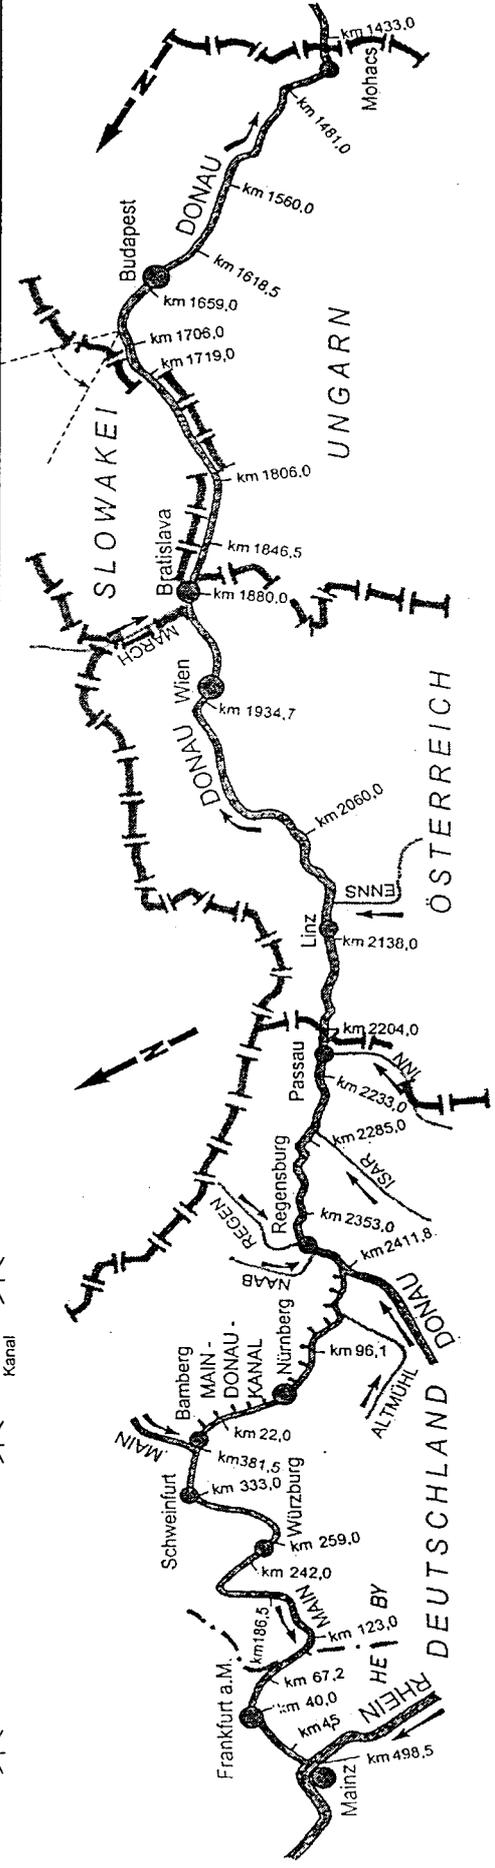 km 1433,0
Mohacs
N
km 1481,0
DONAU
km 1560,0
Budapest
km 1618,5
km 1659,0
km 1706,0
km 1719,0
UNGARN
SLOWAKEI
km 1806,0
Bratislava
km 1846,5
km 1880,0
MARCH
Wien
km 1934,7
DONAU
km 2060,0
ÖSTERREICH
ENNS
Linz
km 2138,0
N
km 2204,0
Passau
INN
km 2233,0
km 2285,0
Regensburg
ISAR
REGEN
km 2353,0
km 2411,8
NAAB
DONAU
Kanal
Nürnberg
km 96,1
MAIN-
DONAU-
KANAL
Bamberg
ALTMÜHL
km 22,0
MAIN
km381,5
DEUTSCHLAND
km 333,0
Schweinfurt
Würzburg
km 259,0
km 242,0
MAIN
km186,5
BY
km 123,0
HE
km 67,2
Frankfurt a.M.
km 40,0
RHEIN
km45
km 498,5
Mainz